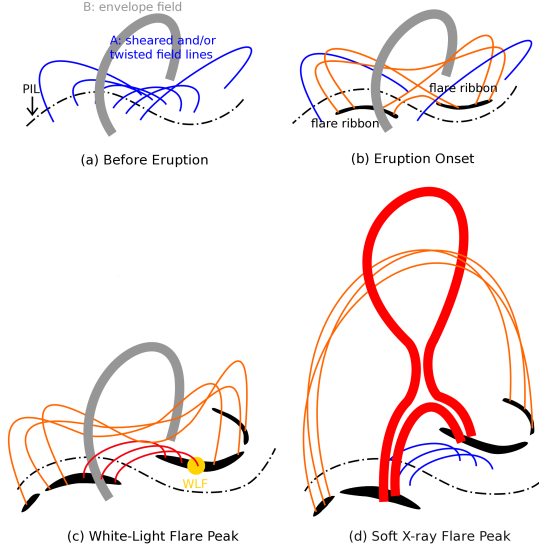 B: envelope field
A: sheared and/or
twisted field lines
PIL
(a) Before Eruption
flare ribbon
flare ribbon
(b) Eruption Onset
WLF
(c) White-Light Flare Peak
(d) Soft X-ray Flare Peak